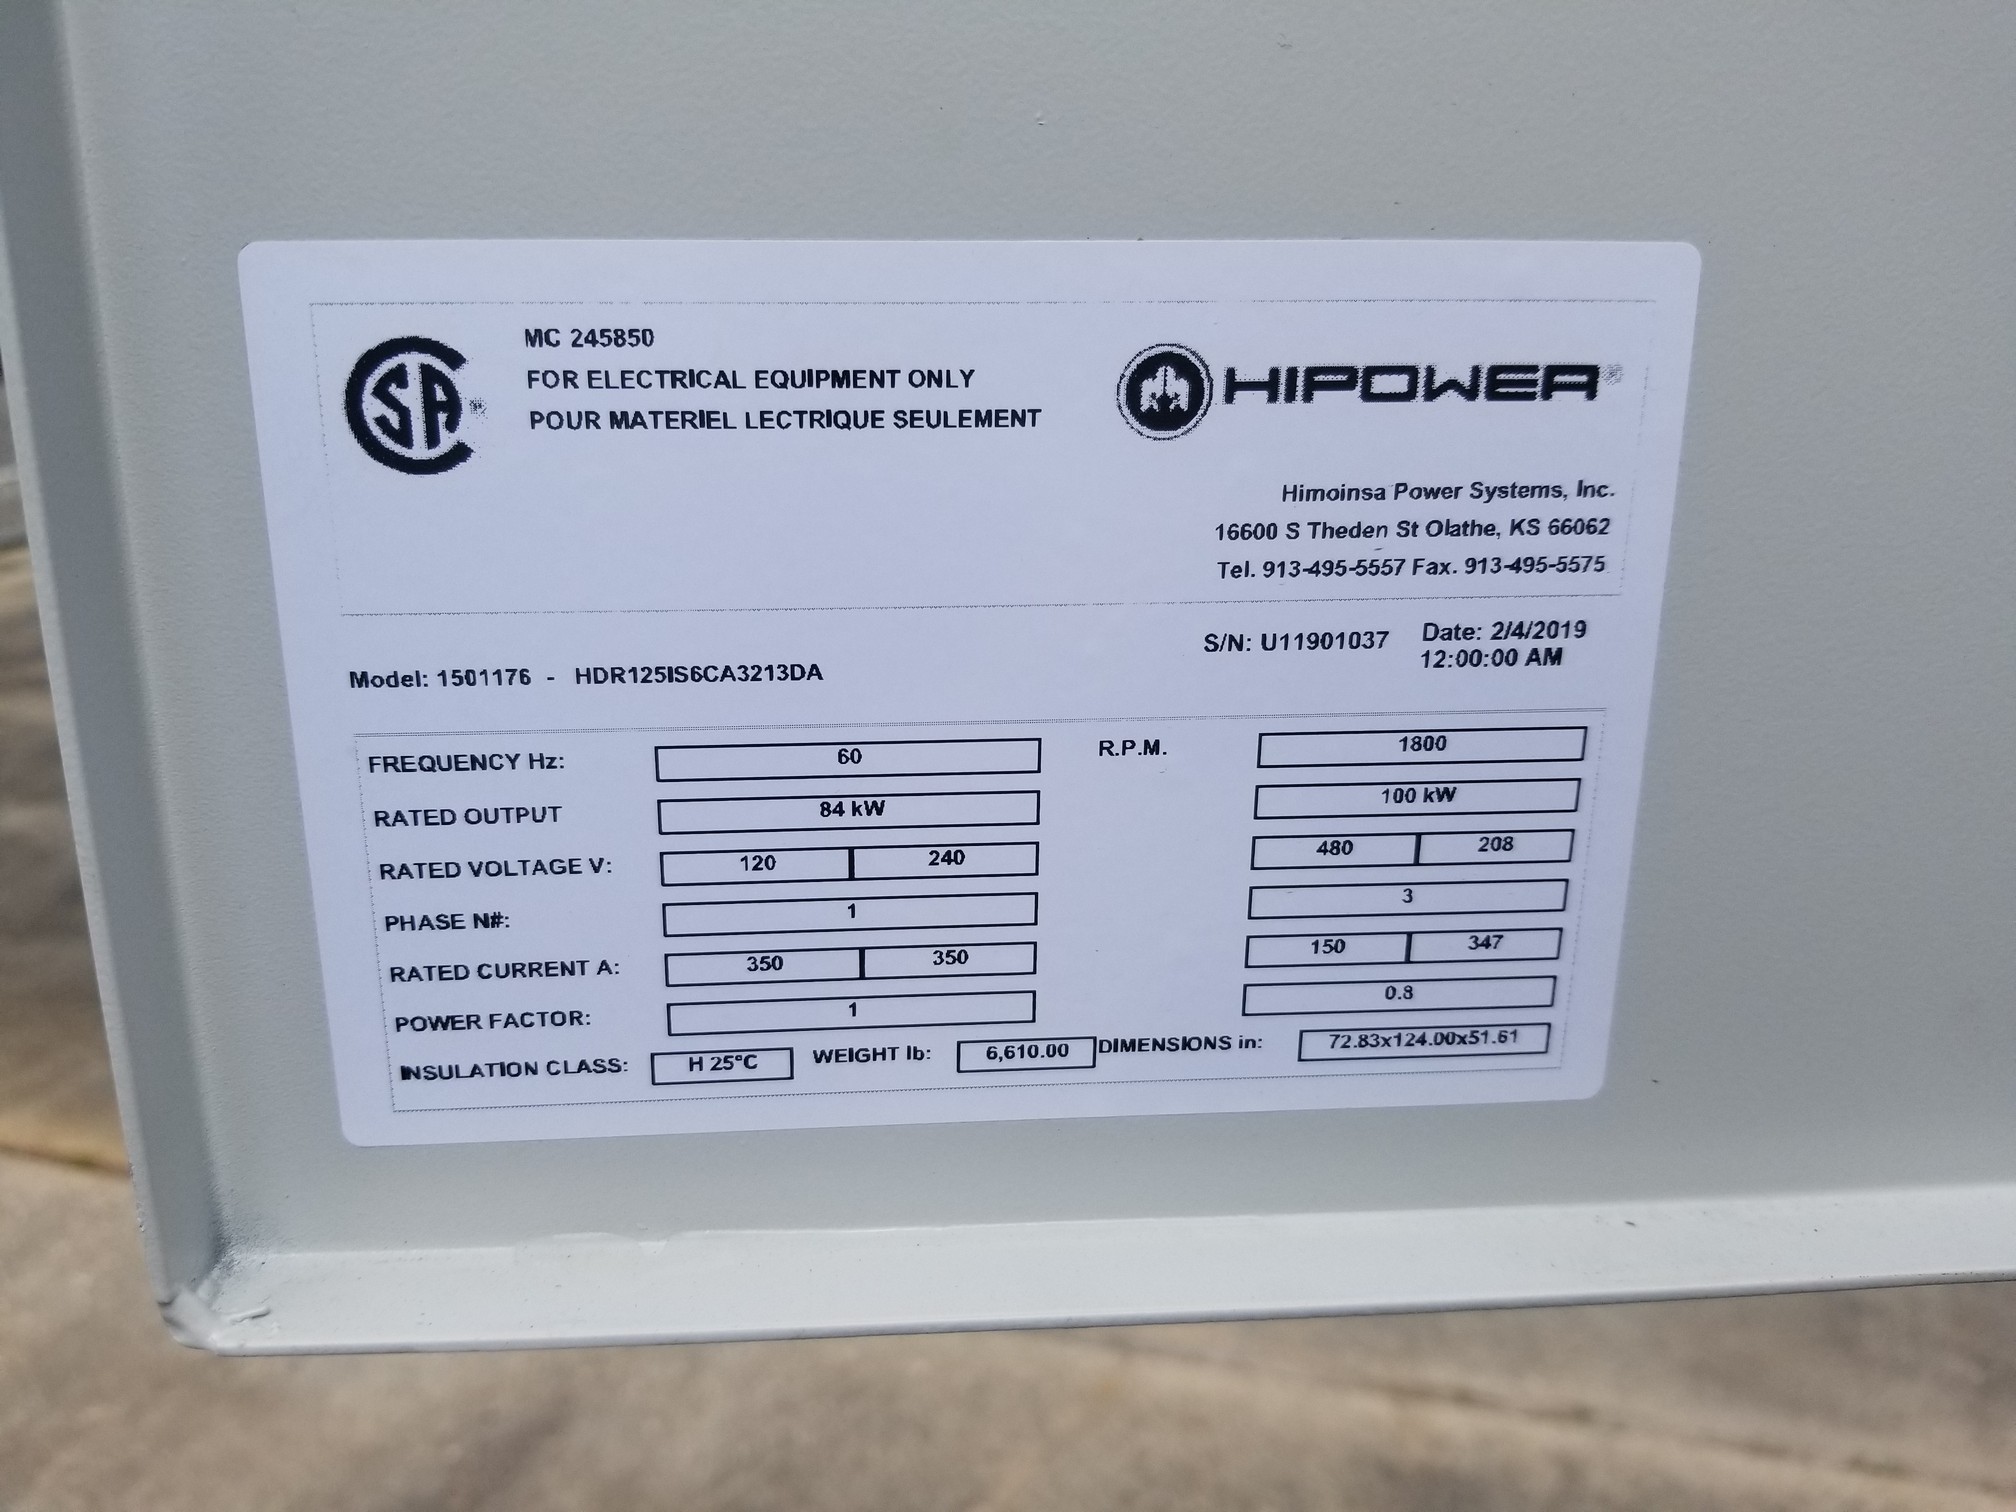 CSA
MC 245850
FOR ELECTRICAL EQUIPMENT ONLY
POUR MATERIEL LECTRIQUE SEULEMENT
HIPOWER®
Himoinsa Power Systems, Inc.
16600 S Theden St Olathe, KS 66062
Tel. 913-495-5557 Fax. 913-495-5575
S/N: U11901037 Date: 2/4/2019
12:00:00 AM
Model: 1501176 - HDR125IS6CA3213DA
FREQUENCY Hz: 60 R.P.M. 1800
RATED OUTPUT 84 kW 100 kW
RATED VOLTAGE V: 120 240 480 208
PHASE N#: 1 3
RATED CURRENT A: 350 350 150 347
POWER FACTOR: 1 0.8
INSULATION CLASS: H 25°C WEIGHT lb: 6,610.00 DIMENSIONS in: 72.83x124.00x51.61